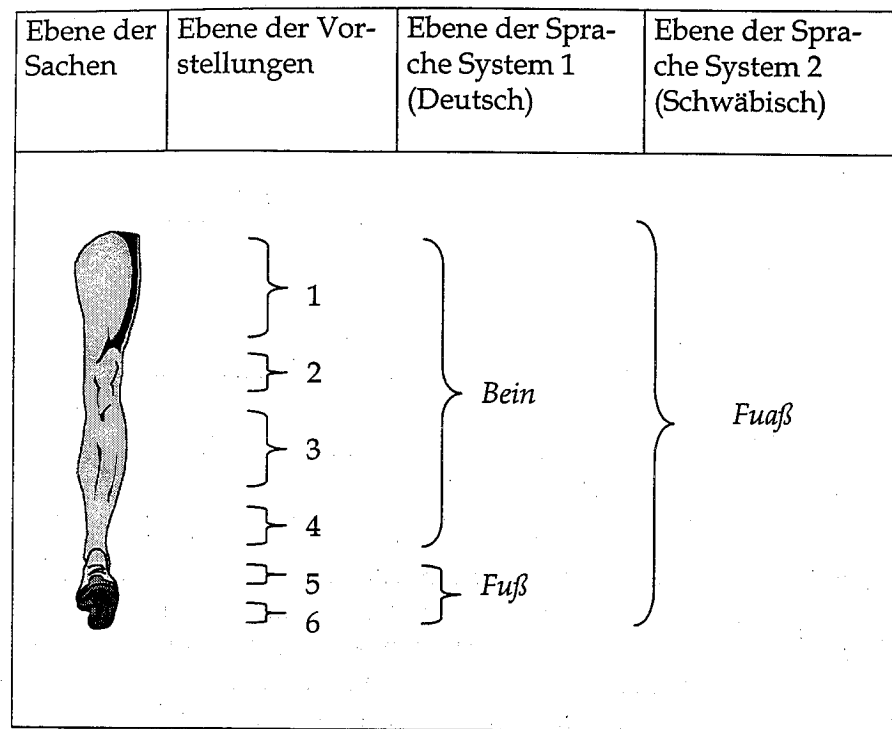 Ebene der
Sachen
Ebene der Vor-
stellungen
Ebene der Spra-
che System 1
(Deutsch)
Ebene der Spra-
che System 2
(Schwäbisch)
1
2
3
4
5
6
Bein
Fuß
Fuaß